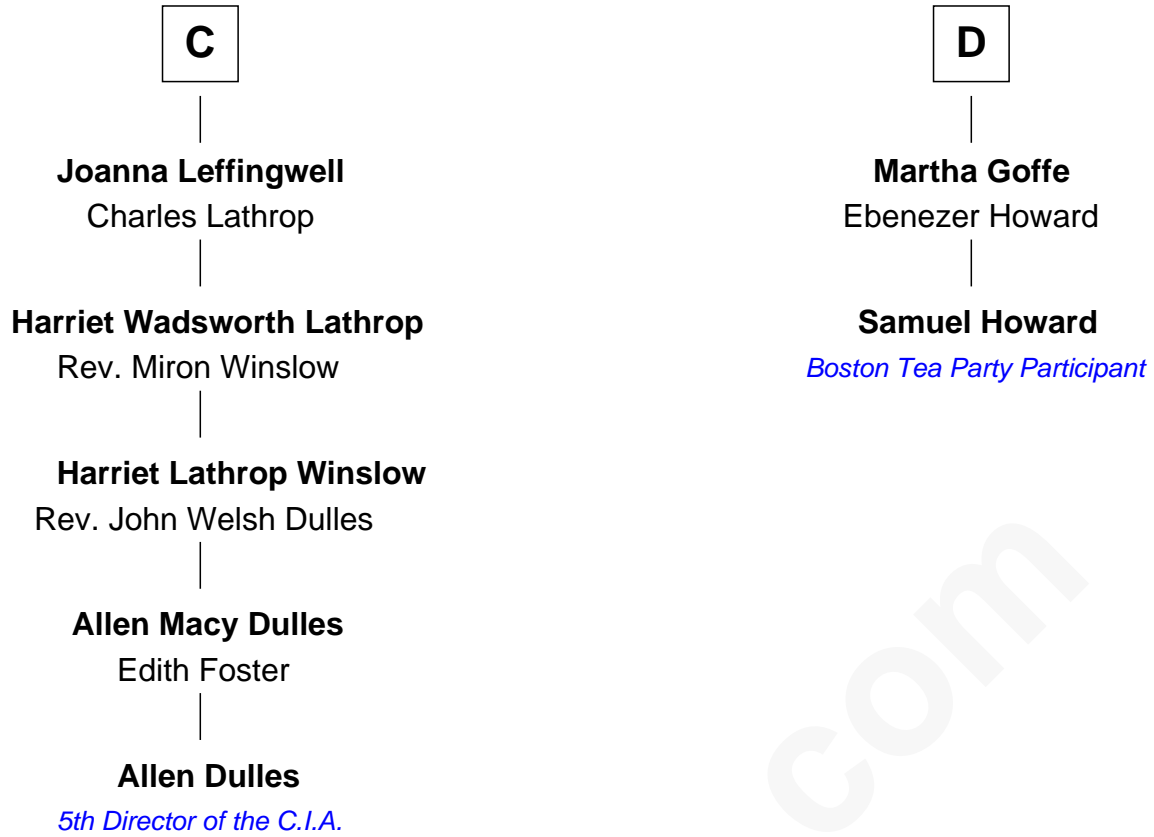 C
Joanna Leffingwell
Charles Lathrop
Harriet Wadsworth Lathrop
Rev. Miron Winslow
Harriet Lathrop Winslow
Rev. John Welsh Dulles
Allen Macy Dulles
Edith Foster
Allen Dulles
5th Director of the C.I.A.
D
Martha Goffe
Ebenezer Howard
Samuel Howard
Boston Tea Party Participant
com